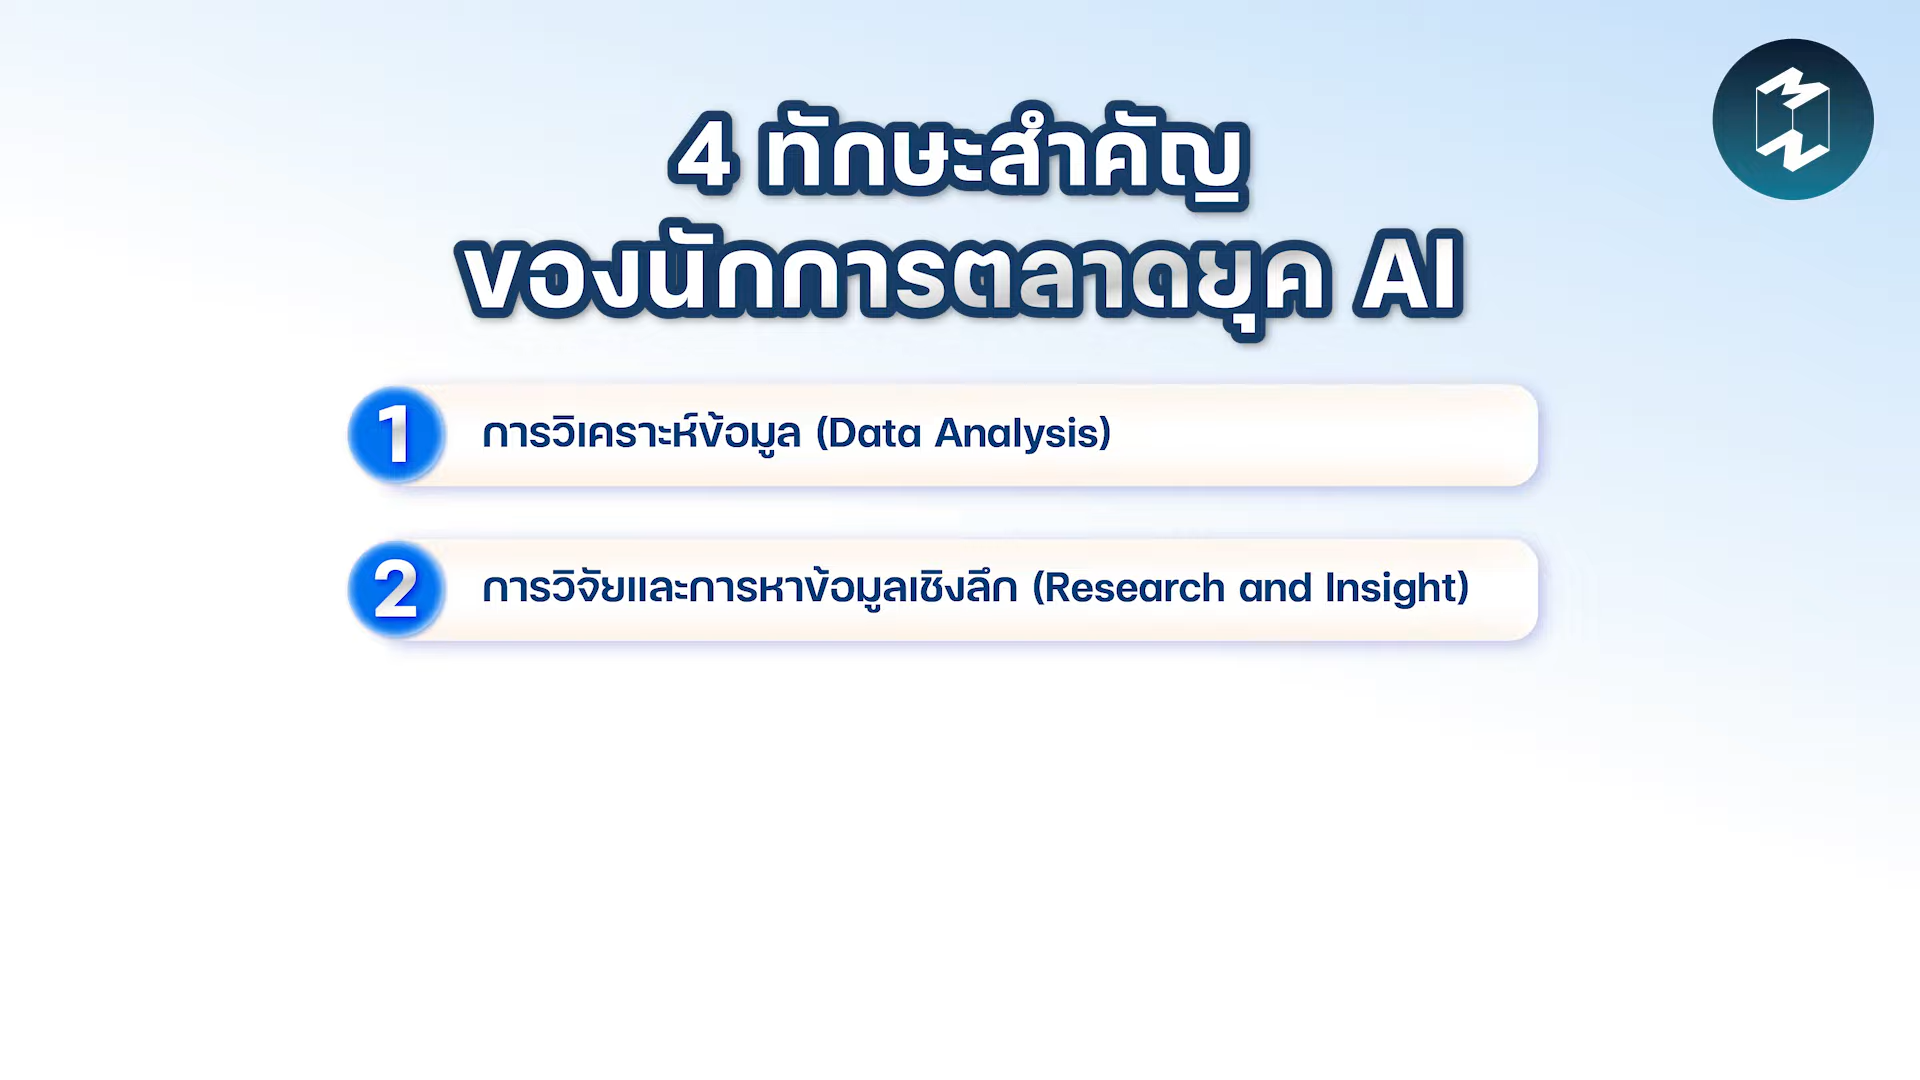 4 ทักษะสำคัญ
ของนักการตลาดยุค AI
1 การวิเคราะห์ข้อมูล (Data Analysis)
2 การวิจัยและการหาข้อมูลเชิงลึก (Research and Insight)